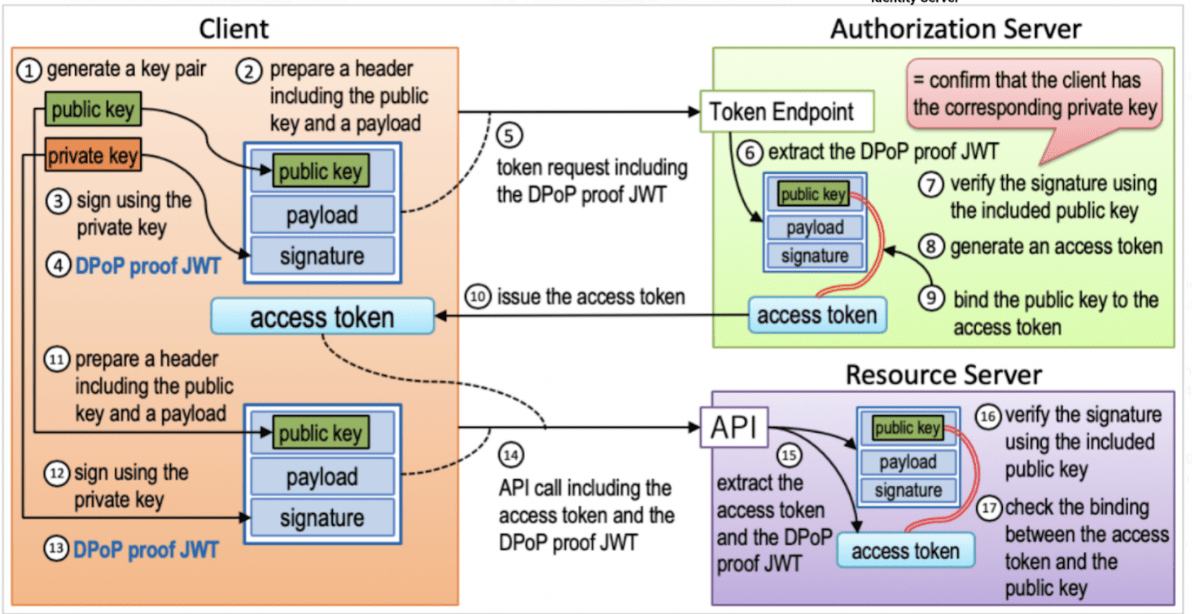 Identity Server
Client
Authorization Server
① generate a key pair
② prepare a header
including the public
key and a payload
public key
private key
public key
payload
signature
③ sign using the
private key
④ DPoP proof JWT
⑤
token request including
the DPoP proof JWT
Token Endpoint
= confirm that the client has
the corresponding private key
⑥ extract the DPoP proof JWT
public key
payload
signature
⑦ verify the signature using
the included public key
⑧ generate an access token
⑨ bind the public key to the
access token
access token
⑩ issue the access token
access token
⑪ prepare a header
including the public
key and a payload
public key
payload
signature
⑫ sign using the
private key
⑬ DPoP proof JWT
⑭
API call including the
access token and the
DPoP proof JWT
Resource Server
API
⑮
extract the
access token
and the DPoP
proof JWT
public key
payload
signature
access token
⑯ verify the signature
using the included
public key
⑰ check the binding
between the access
token and the
public key